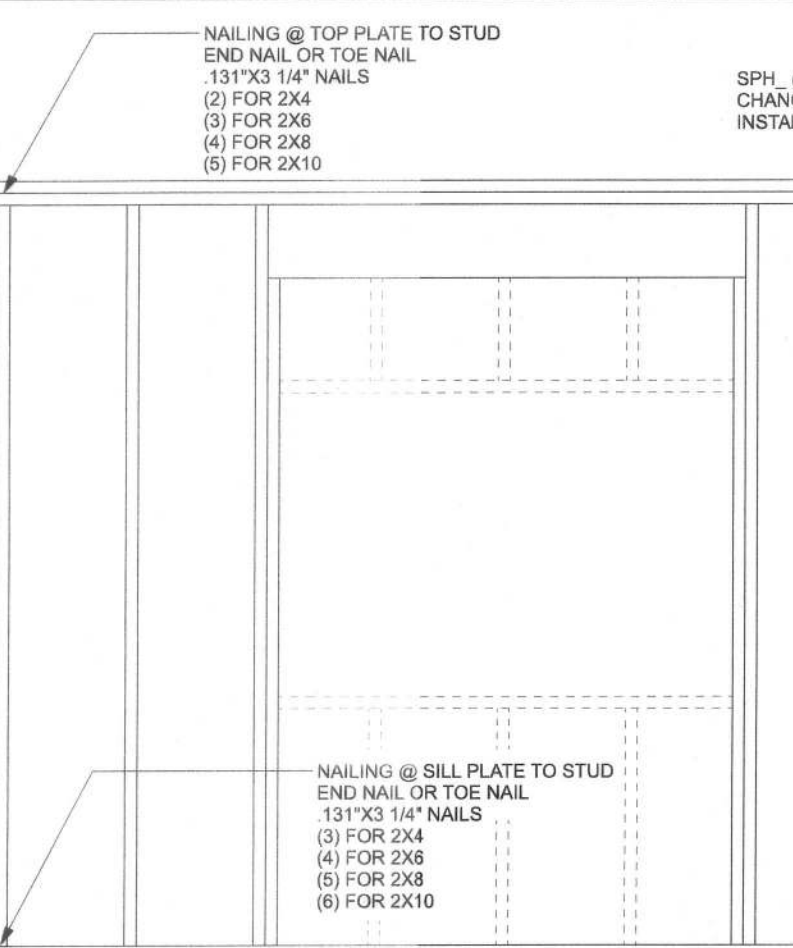 NAILING @ TOP PLATE TO STUD
END NAIL OR TOE NAIL
.131"X3 1/4" NAILS
(2) FOR 2X4
(3) FOR 2X6
(4) FOR 2X8
(5) FOR 2X10
SPH_
INSTAL
NAILING @ SILL PLATE TO STUD
END NAIL OR TOE NAIL
.131"X3 1/4" NAILS
(3) FOR 2X4
(4) FOR 2X6
(5) FOR 2X8
(6) FOR 2X10